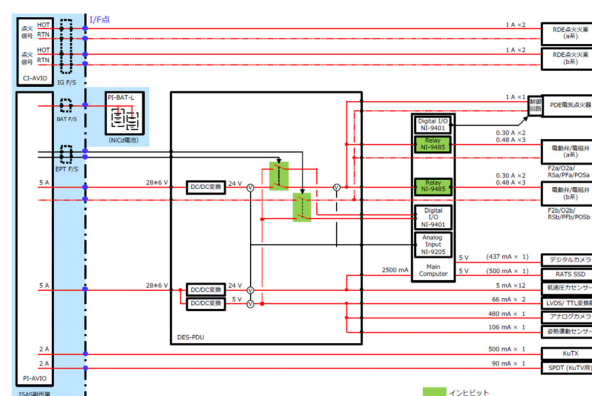 I/F点
点火
信号
HOT
RTN
点火
信号
HOT
RTN
CI-AVIO
IG F/S
1 A ×2
RDE点火火薬
(a系)
1 A ×2
RDE点火火薬
(b系)
PI-BAT-L
(NiCd電池)
BAT F/S
EPT F/S
1 A ×1
制御
回路
PDE電気点火器
Digital I/O
NI-9401
Relay
NI-9485
0.30 A ×2
0.48 A ×3
電動弁/電磁弁
(a系)
F2a/O2a/
RSa/PFa/POSa
5 A
28±6 V
DC/DC変換
24 V
V
V
Relay
NI-9485
0.30 A ×2
0.48 A ×3
電動弁/電磁弁
(b系)
F2b/O2b/
RSb/PFb/POSb
Digital
I/O
NI-9401
Analog
Input
NI-9205
Main
Computer
5 V
(437 mA × 1)
デジタルカメラ
2500 mA
5 V
(500 mA × 1)
RATS SSD
5 A
28±6 V
DC/DC変換
24 V
V
5 mA ×12
低速圧力センサー
DC/DC変換
5 V
V
66 mA × 2
LVDS/ TTL変換器
480 mA × 1
アナログカメラ
106 mA × 1
姿勢運動センサー
DES-PDU
2 A
500 mA × 1
KuTX
2 A
90 mA × 1
SPDT (KuTV用)
PI-AVIO
インヒビット